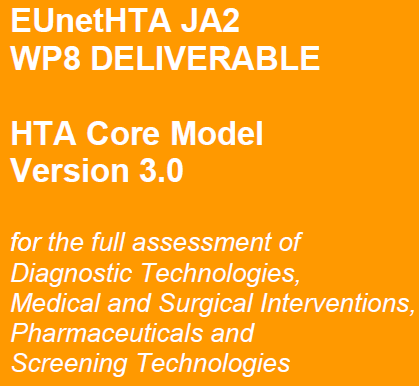 EUnetHTA JA2
WP8 DELIVERABLE
HTA Core Model
Version 3.0
for the full assessment of
Diagnostic Technologies,
Medical and Surgical Interventions,
Pharmaceuticals and
Screening Technologies